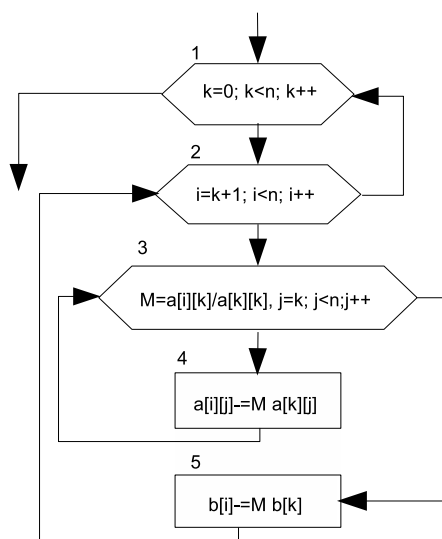 1
k=0; k<n; k++
2
i=k+1; i<n; i++
3
M=a[i][k]/a[k][k], j=k; j<n;j++
4
a[i][j]-=M a[k][j]
5
b[i]-=M b[k]